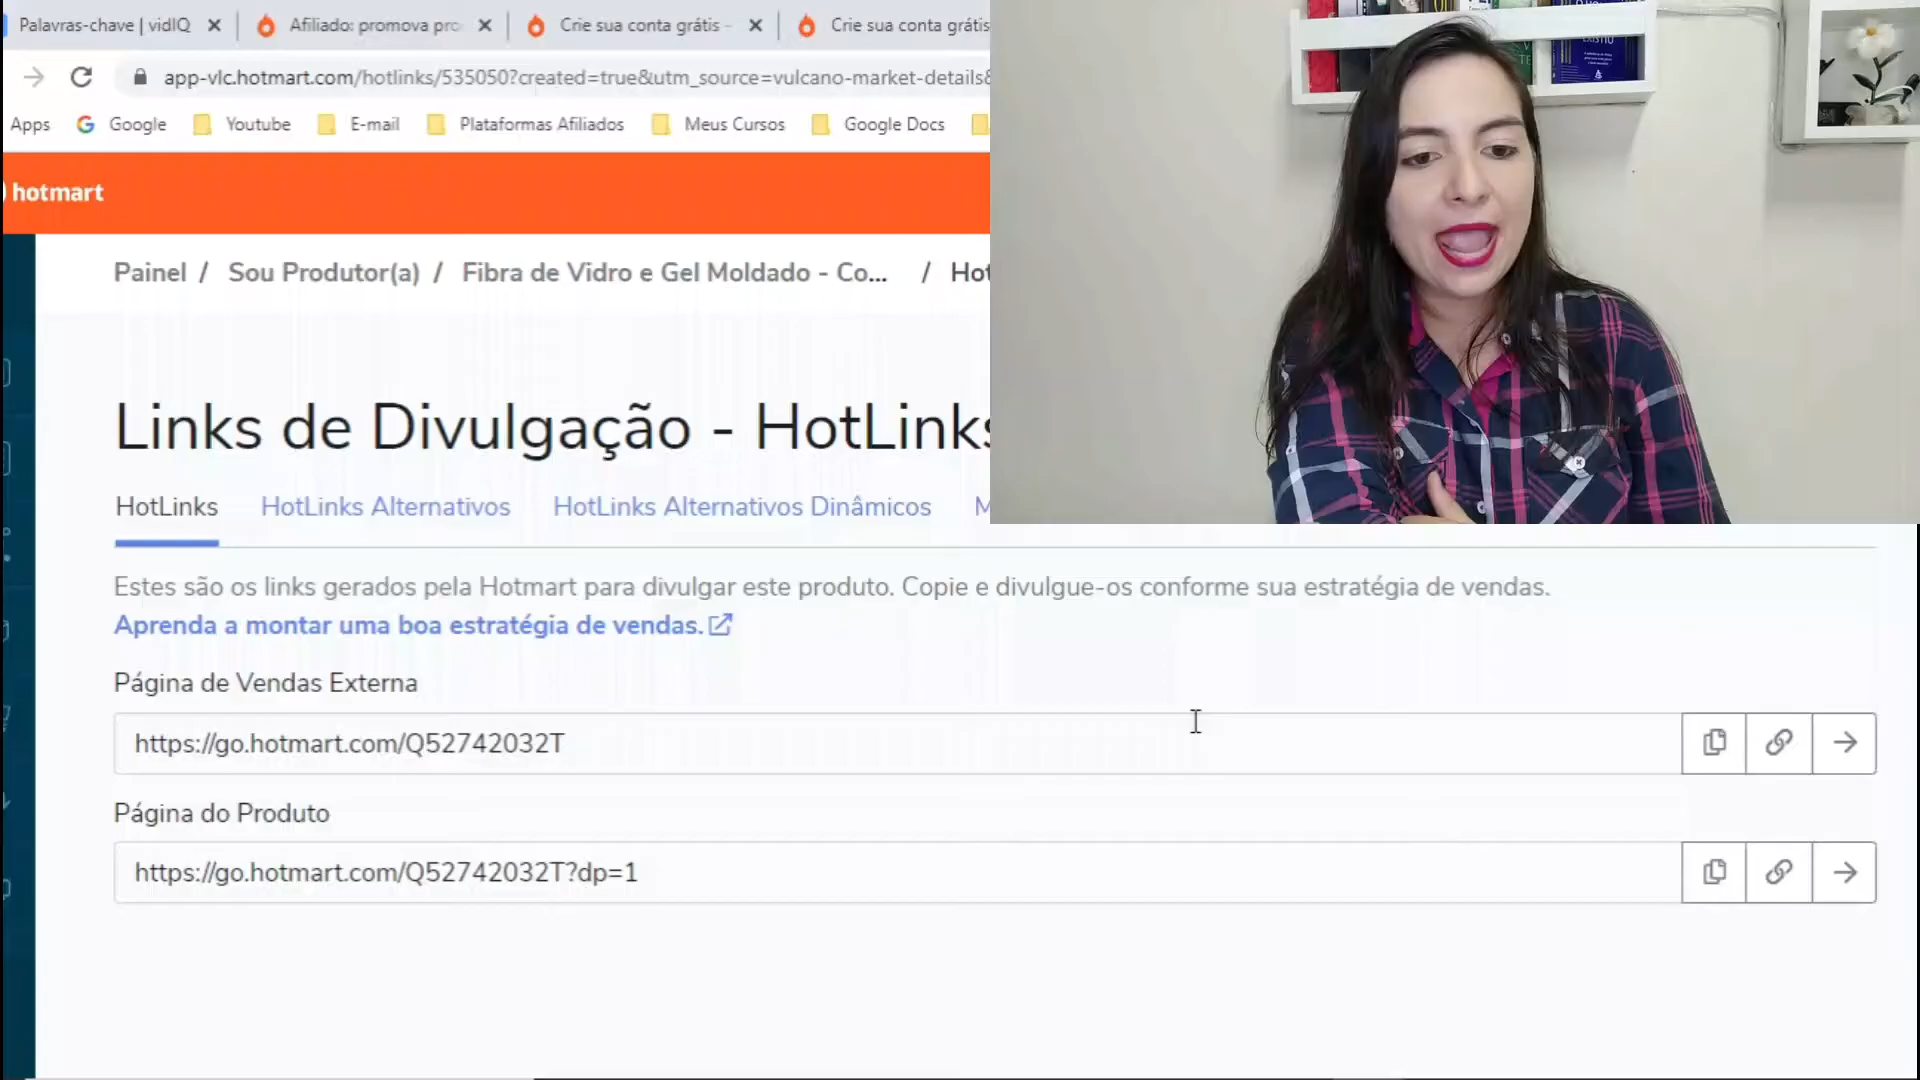 Palavras-chave | vidIQ
Afiliado: promova pro
Crie sua conta grátis -
Crie sua conta grátis
app-vlc.hotmart.com/hotlinks/535050?created=true&utm_source=vulcano-market-details&
Apps
Google
Youtube
E-mail
Plataformas Afiliados
Meus Cursos
Google Docs
hotmart
Painel / Sou Produtor(a) / Fibra de Vidro e Gel Moldado - Co... / Hot
Links de Divulgação - HotLinks
HotLinks
HotLinks Alternativos
HotLinks Alternativos Dinâmicos
M
Estes são os links gerados pela Hotmart para divulgar este produto. Copie e divulgue-os conforme sua estratégia de vendas.
Aprenda a montar uma boa estratégia de vendas.
Página de Vendas Externa
https://go.hotmart.com/Q52742032T
Página do Produto
https://go.hotmart.com/Q52742032T?dp=1